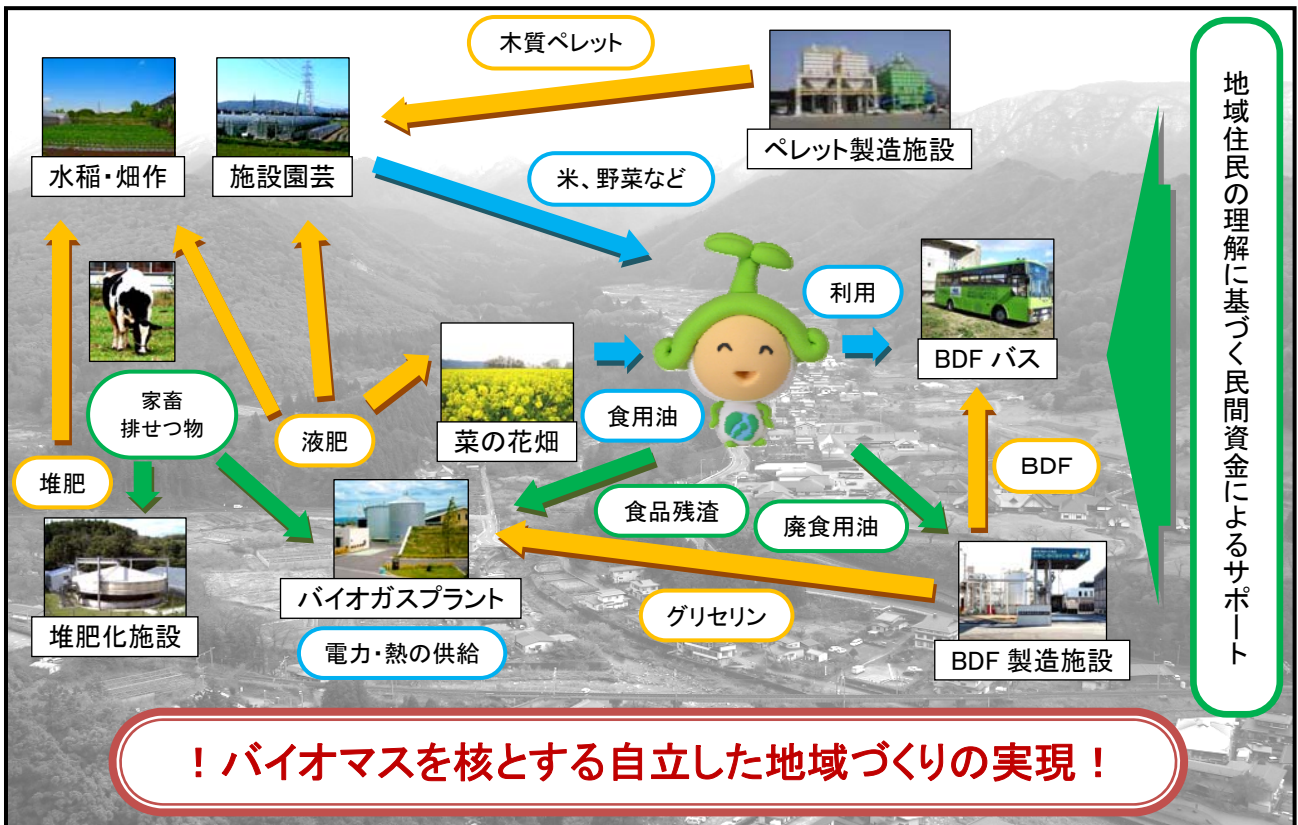 木質ペレット
ペレット製造施設
水稲・畑作
施設園芸
米、野菜など
利用
BDF バス
家畜
排せつ物
液肥
菜の花畑
食用油
堆肥
BDF
食品残渣
廃食用油
堆肥化施設
バイオガスプラント
グリセリン
電力・熱の供給
BDF 製造施設
地域住民の理解に基づく民間資金によるサポート
！バイオマスを核とする自立した地域づくりの実現！